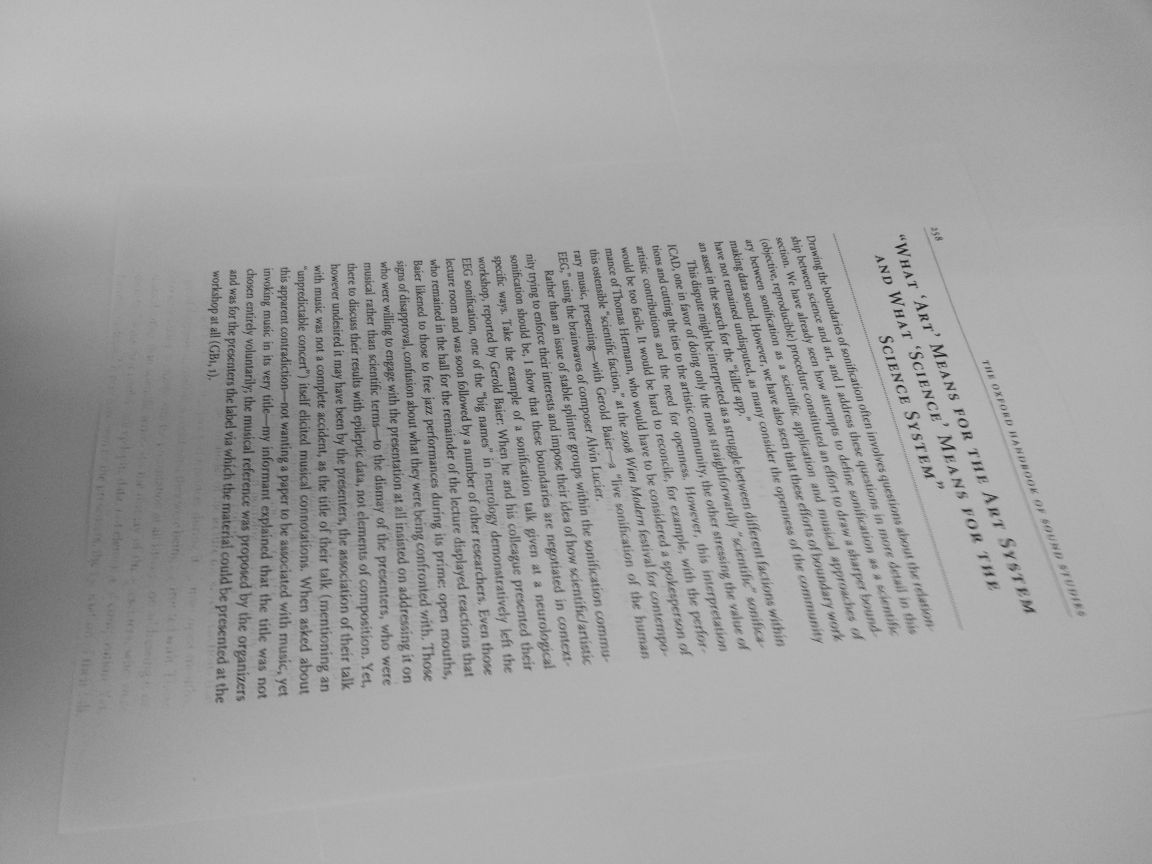 258
THE OXFORD HANDBOOK OF SOUND STUDIES
“WHAT ‘ART’ MEANS FOR THE ART SYSTEM
AND WHAT ‘SCIENCE’ MEANS FOR THE
SCIENCE SYSTEM”
Drawing the boundaries of sonification often involves questions about the relation-
ship between science and art, and I address these questions in more detail in this
section. We have already seen how attempts to define sonification as a scientific
(objective, reproducible) procedure constituted an effort to draw a sharper bound-
ary between sonification as a scientific application and musical approaches of
making data sound. However, we have also seen that these efforts of boundary work
have not remained undisputed, as many consider the openness of the community
an asset in the search for the “killer app.”
This dispute might be interpreted as a struggle between different factions within
ICAD, one in favor of doing only the most straightforwardly “scientific” sonifica-
tions and cutting the ties to the artistic community, the other stressing the value of
artistic contributions and the need for openness. However, this interpretation
would be too facile. It would be hard to reconcile, for example, with the perfor-
mance of Thomas Hermann, who would have to be considered a spokesperson of
this ostensible “scientific faction,” at the 2008 Wien Modern festival for contempo-
rary music, presenting—with Gerold Baier—a “live sonification of the human
EEG,” using the brainwaves of composer Alvin Lucier.
Rather than an issue of stable splinter groups within the sonification commu-
nity trying to enforce their interests and impose their idea of how scientific/artistic
sonification should be, I show that these boundaries are negotiated in context-
specific ways. Take the example of a sonification talk given at a neurological
workshop, reported by Gerold Baier: When he and his colleague presented their
EEG sonification, one of the “big names” in neurology demonstratively left the
lecture room and was soon followed by a number of other researchers. Even those
who remained in the hall for the remainder of the lecture displayed reactions that
Baier likened to those to free jazz performances during its prime: open mouths,
signs of disapproval, confusion about what they were being confronted with. Those
who were willing to engage with the presentation at all insisted on addressing it on
musical rather than scientific terms—to the dismay of the presenters, who were
there to discuss their results with epileptic data, not elements of composition. Yet,
however undesired it may have been by the presenters, the association of their talk
with music was not a complete accident, as the title of their talk (mentioning an
“unpredictable concert”) itself elicited musical connotations. When asked about
this apparent contradiction—not wanting a paper to be associated with music, yet
invoking music in its very title—my informant explained that the title was not
chosen entirely voluntarily; the musical reference was proposed by the organizers
and was for the presenters the label via which the material could be presented at the
workshop at all (GB1, 1).